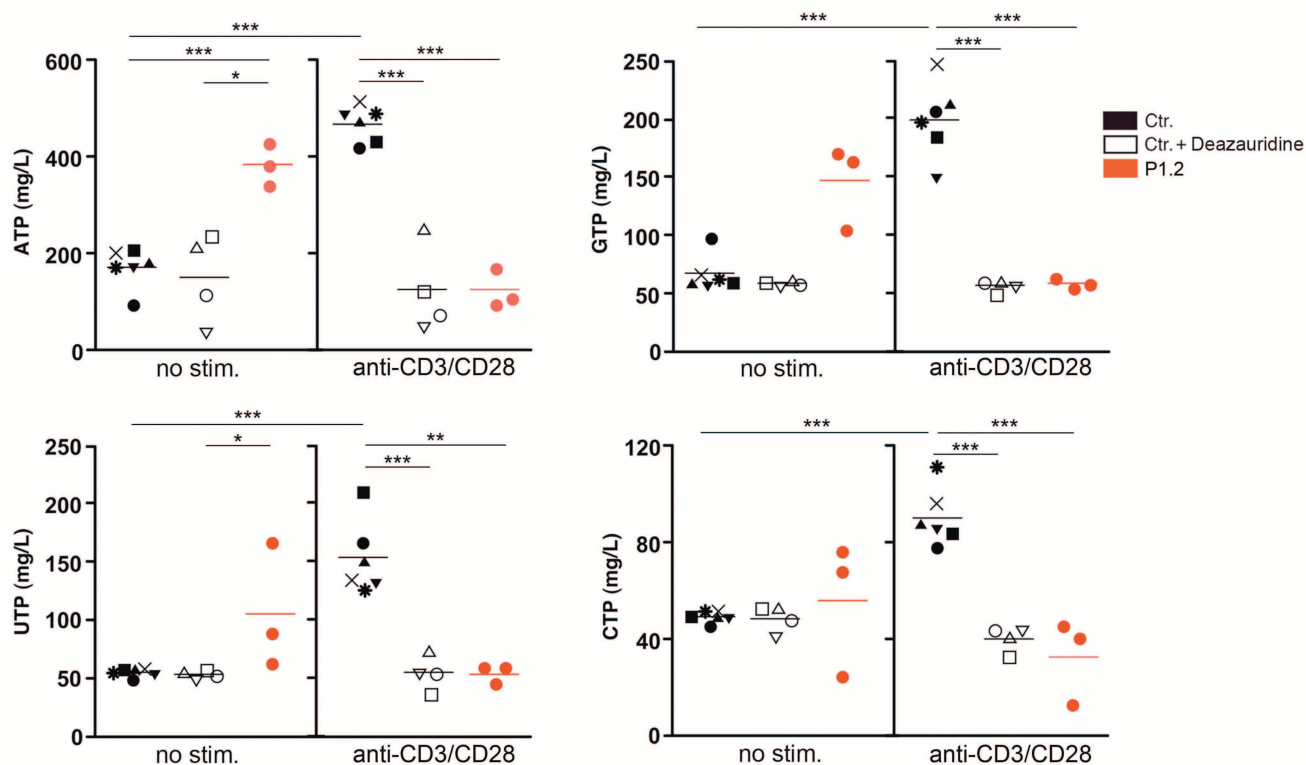 ***
***
*
***
***
600
400
200
0
ATP (mg/L)
no stim.
anti-CD3/CD28
***
***
***
250
200
150
100
50
0
GTP (mg/L)
no stim.
anti-CD3/CD28
Ctr.
Ctr. + Deazauridine
P1.2
***
*
**
***
250
200
150
100
50
0
UTP (mg/L)
no stim.
anti-CD3/CD28
***
***
***
120
80
40
0
CTP (mg/L)
no stim.
anti-CD3/CD28